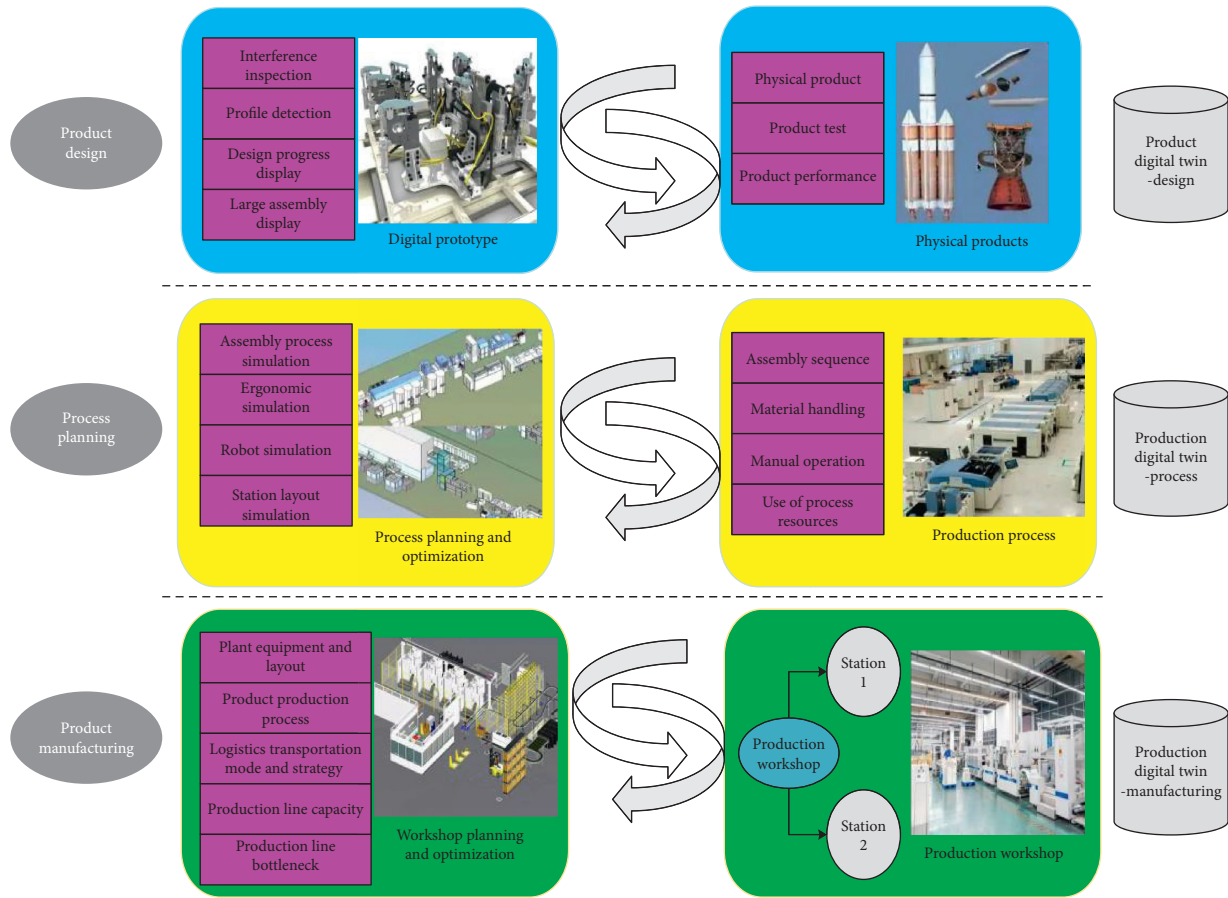 Product
design
Interference
inspection
Profile detection
Design progress
display
Large assembly
display
Digital prototype
Physical product
Product test
Product performance
Physical products
Product
digital twin
-design
Process
planning
Assembly process
simulation
Ergonomic
simulation
Robot simulation
Station layout
simulation
Process planning and
optimization
Assembly sequence
Material handling
Manual operation
Use of process
resources
Production process
Production
digital twin
-process
Product
manufacturing
Plant equipment and
layout
Product production
process
Logistics transportation
mode and strategy
Production line capacity
Production line
bottleneck
Workshop planning
and optimization
Production
workshop
Station
1
Station
2
Production workshop
Production
digital twin
-manufacturing